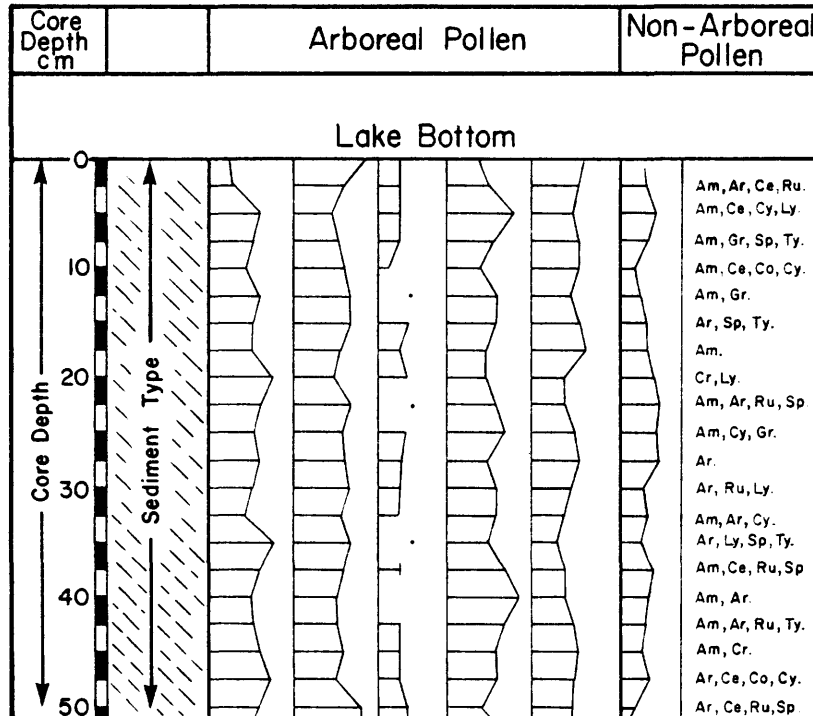 Core Depth cm
Arboreal Pollen
Non-Arboreal Pollen
Lake Bottom
0
10
20
30
40
50
Core Depth
Sediment Type
Am, Ar, Ce, Ru.
Am, Ce, Cy, Ly.
Am, Gr, Sp, Ty.
Am, Ce, Co, Cy.
Am, Gr.
Ar, Sp, Ty.
Am.
Cr, Ly.
Am, Ar, Ru, Sp.
Am, Cy, Gr.
Ar.
Ar, Ru, Ly.
Am, Ar, Cy.
Ar, Ly, Sp, Ty.
Am, Ce, Ru, Sp
Am, Ar.
Am, Ar, Ru, Ty.
Am, Cr.
Ar, Ce, Co, Cy.
Ar, Ce, Ru, Sp.